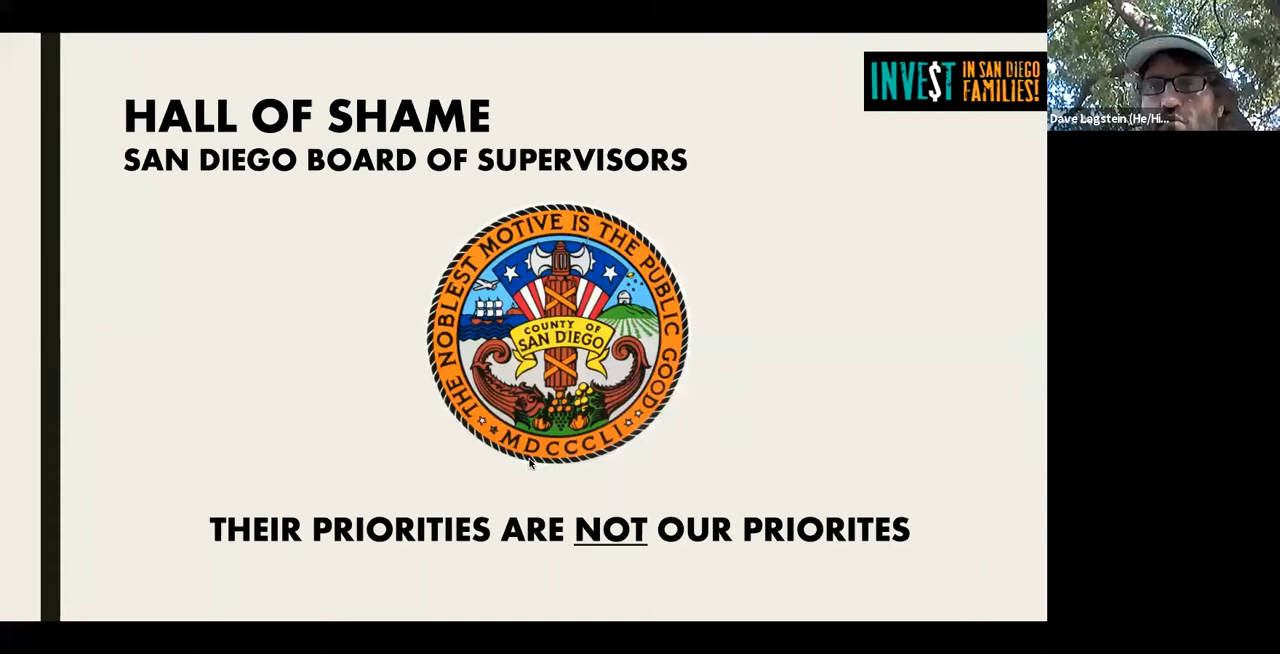 HALL OF SHAME
SAN DIEGO BOARD OF SUPERVISORS
INVE$T
IN SAN DIEGO
FAMILIES!
Dave Lagstein (He/Hi...
THE NOBLEST MOTIVE IS THE PUBLIC GOOD
COUNTY OF
SAN DIEGO
MDCCCLI
THEIR PRIORITIES ARE NOT OUR PRIORITES